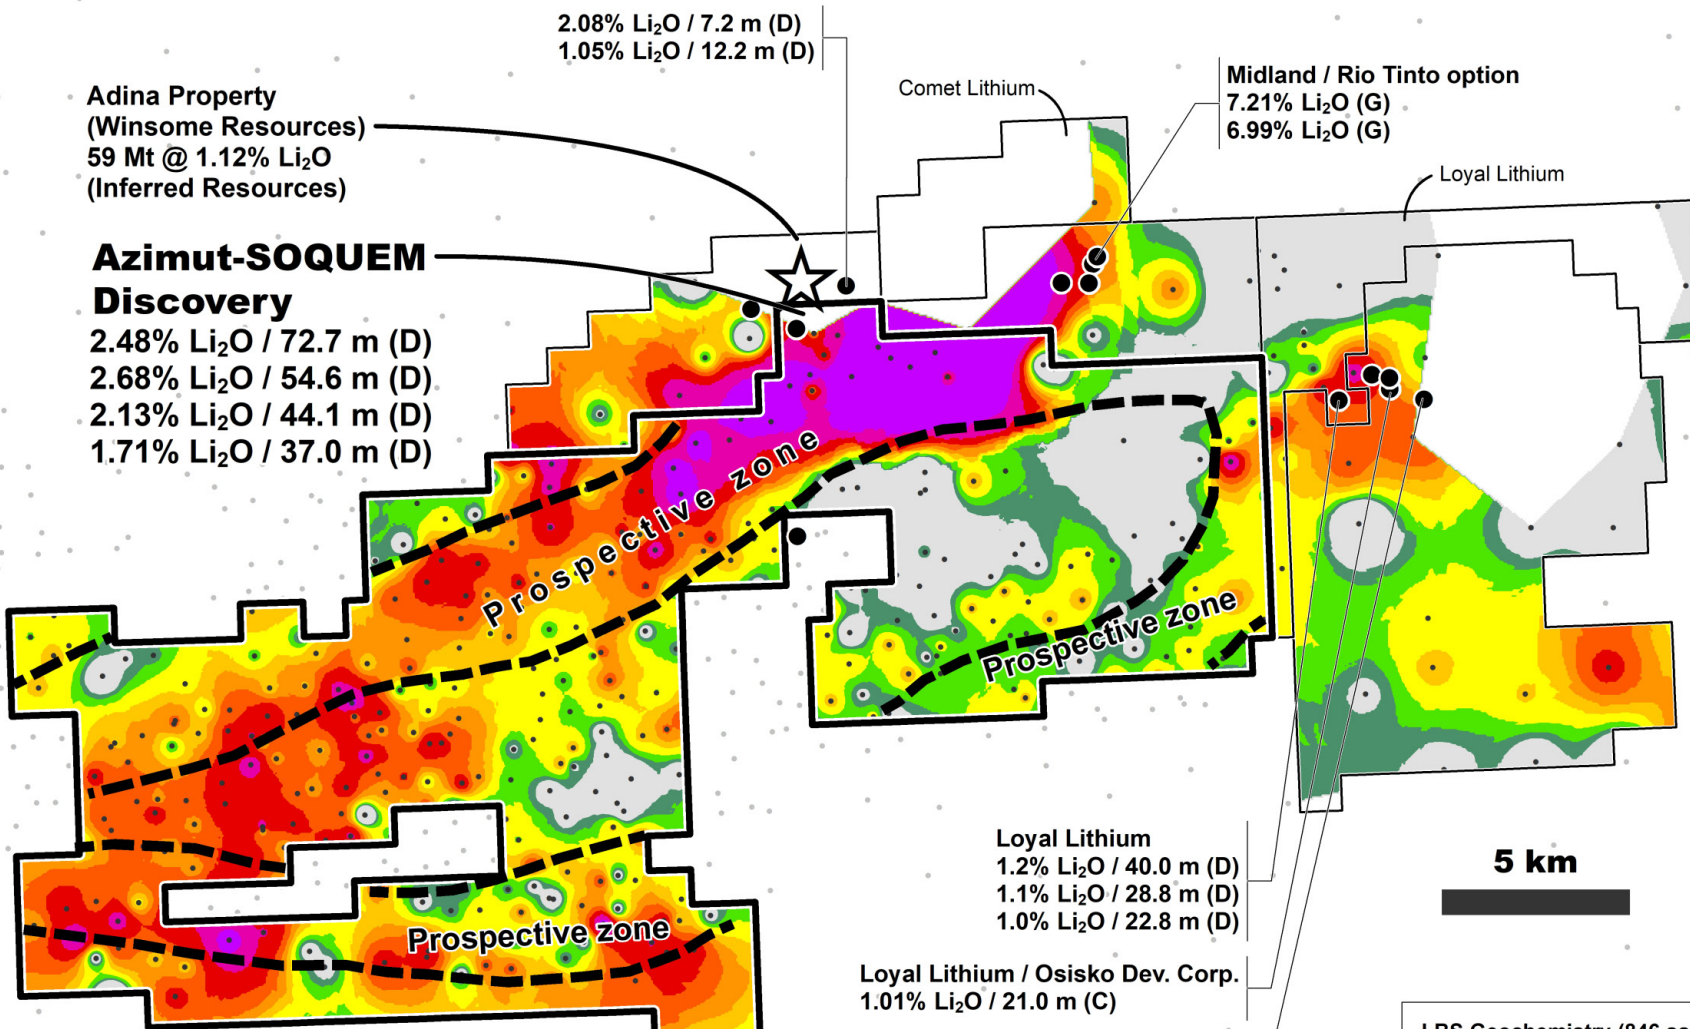 2.08% Li₂O / 7.2 m (D)
1.05% Li₂O / 12.2 m (D)
Adina Property
(Winsome Resources)
59 Mt @ 1.12% Li₂O
(Inferred Resources)
Comet Lithium
Midland / Rio Tinto option
7.21% Li₂O (G)
6.99% Li₂O (G)
Loyal Lithium
Azimut-SOQUEM
Discovery
2.48% Li₂O / 72.7 m (D)
2.68% Li₂O / 54.6 m (D)
2.13% Li₂O / 44.1 m (D)
1.71% Li₂O / 37.0 m (D)
Prospective zone
Prospective zone
Prospective zone
Loyal Lithium
1.2% Li₂O / 40.0 m (D)
1.1% Li₂O / 28.8 m (D)
1.0% Li₂O / 22.8 m (D)
5 km
Loyal Lithium / Osisko Dev. Corp.
1.01% Li₂O / 21.0 m (C)